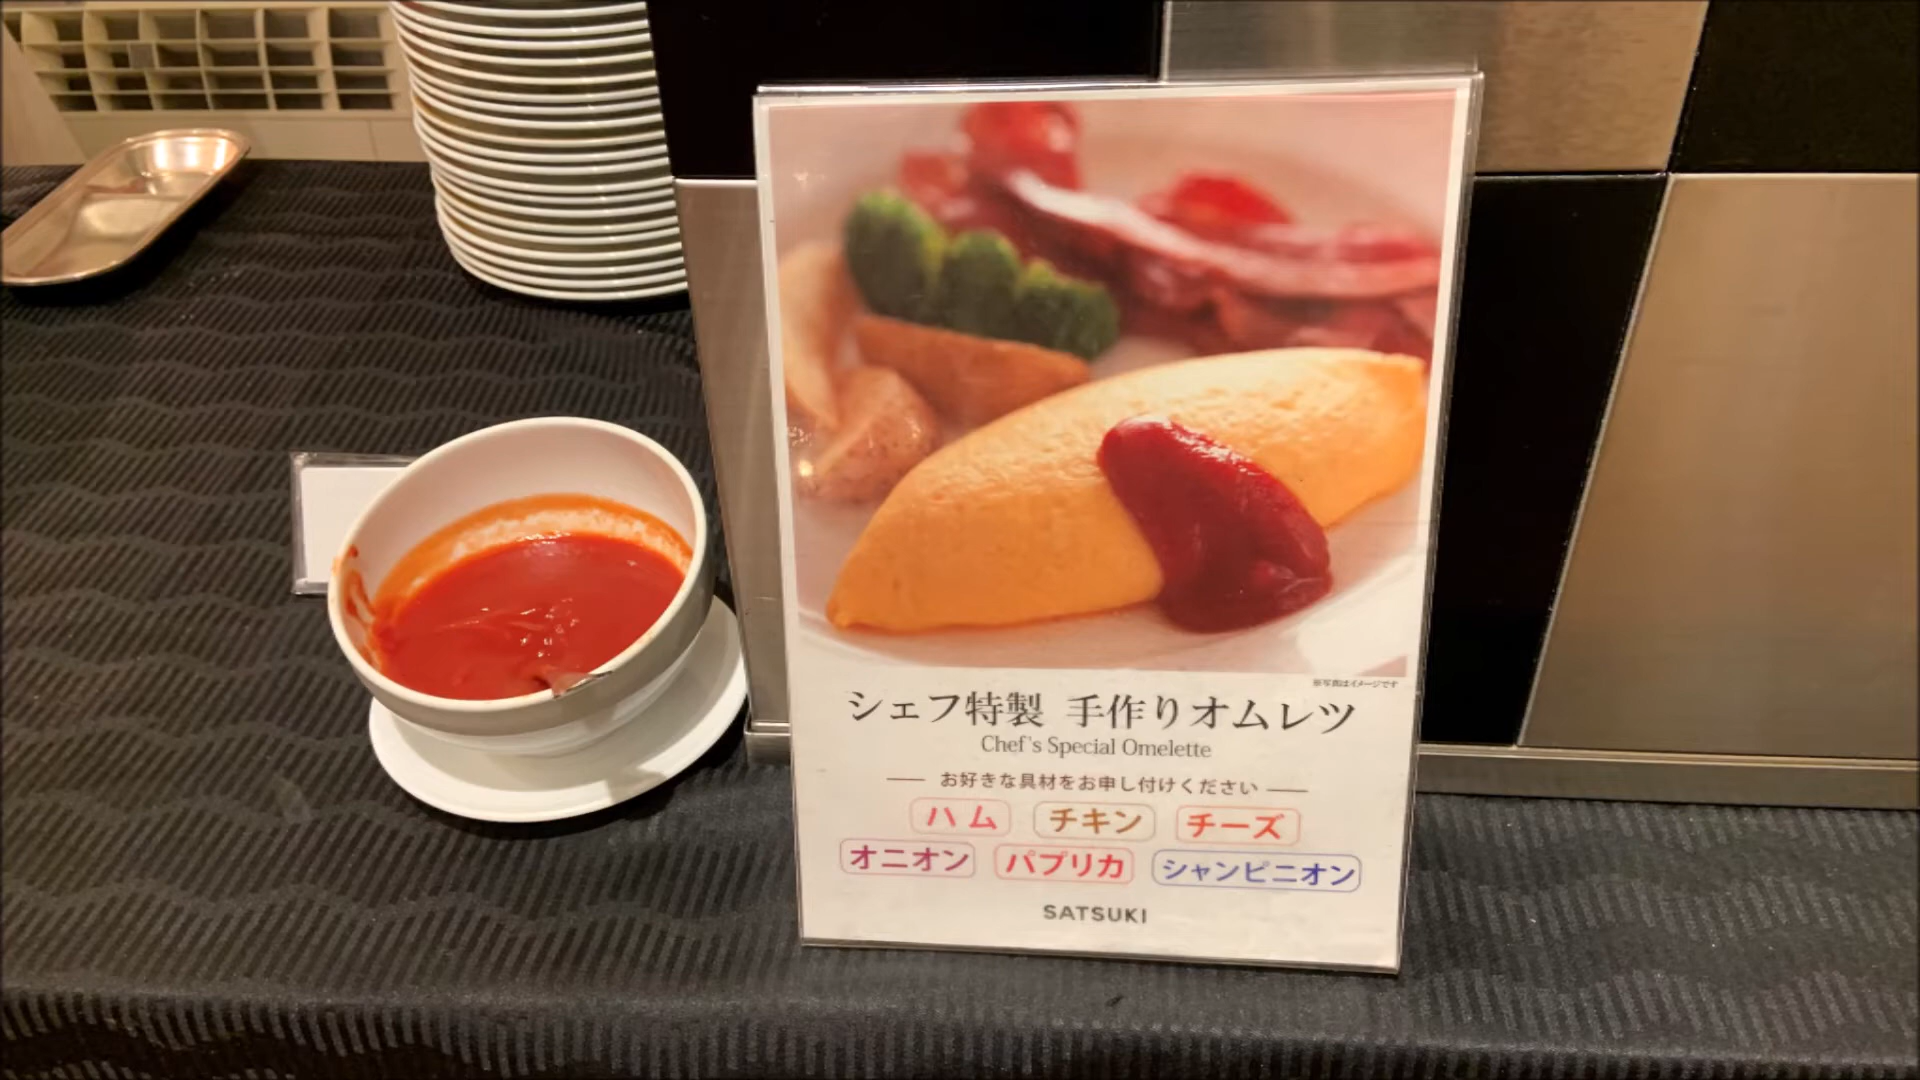 ※写真はイメージです
シェフ特製 手作りオムレツ
Chef's Special Omelette
お好きな具材をお申し付けください
ハム チキン チーズ
オニオン パプリカ シャンピニオン
SATSUKI